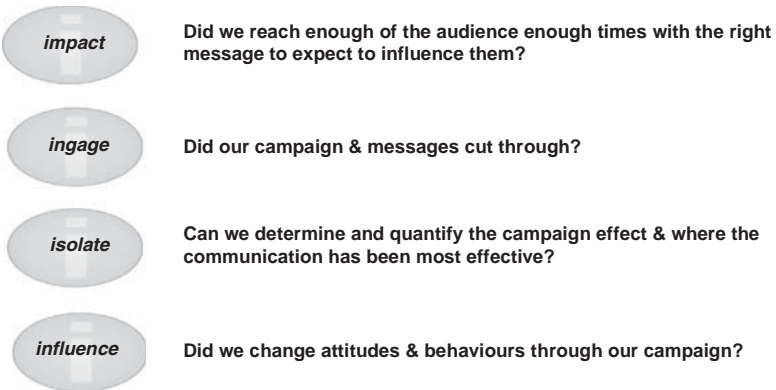 impact
Did we reach enough of the audience enough times with the right
message to expect to influence them?
ingage
Did our campaign & messages cut through?
isolate
Can we determine and quantify the campaign effect & where the
communication has been most effective?
influence
Did we change attitudes & behaviours through our campaign?